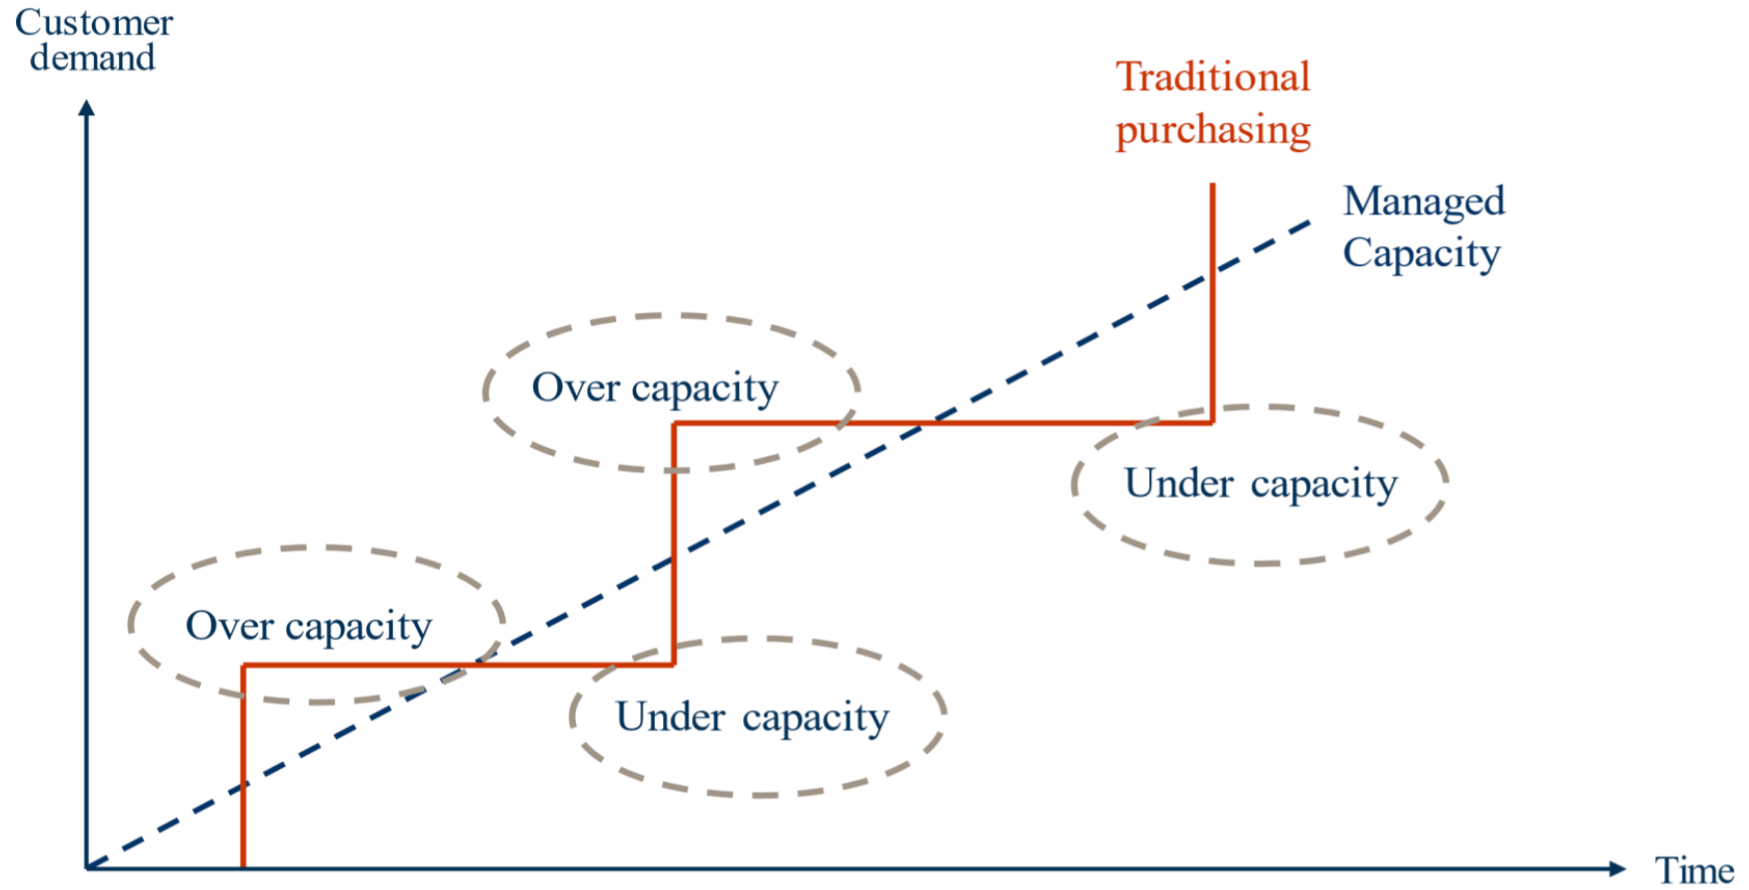 Customer
demand
Traditional
purchasing
Managed
Capacity
Over capacity
Under capacity
Over capacity
Under capacity
Time